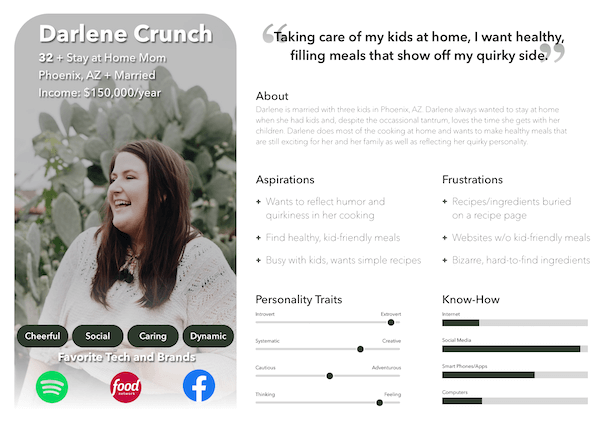 Darlene Crunch
32 + Stay at Home Mom
Phoenix, AZ + Married
Income: $150,000/year
Cheerful Social Caring Dynamic
Favorite Tech and Brands
food
network
“Taking care of my kids at home, I want healthy,
filling meals that show off my quirky side.”
About
Darlene is married with three kids in Phoenix, AZ. Darlene always wanted to stay at home
when she had kids and, despite the occassional tantrum, loves the time she gets with her
children. Darlene does most of the cooking at home and wants to make healthy meals that
are still exciting for her and her family as well as reflecting her quirky personality.
Aspirations
+ Wants to reflect humor and
quirkiness in her cooking
+ Find healthy, kid-friendly meals
+ Busy with kids, wants simple recipes
Frustrations
+ Recipes/ingredients buried
on a recipe page
+ Websites w/o kid-friendly meals
+ Bizarre, hard-to-find ingredients
Personality Traits
Introvert Extrovert
Systematic Creative
Cautious Adventurous
Thinking Feeling
Know-How
Internet
Social Media
Smart Phones/Apps
Computers